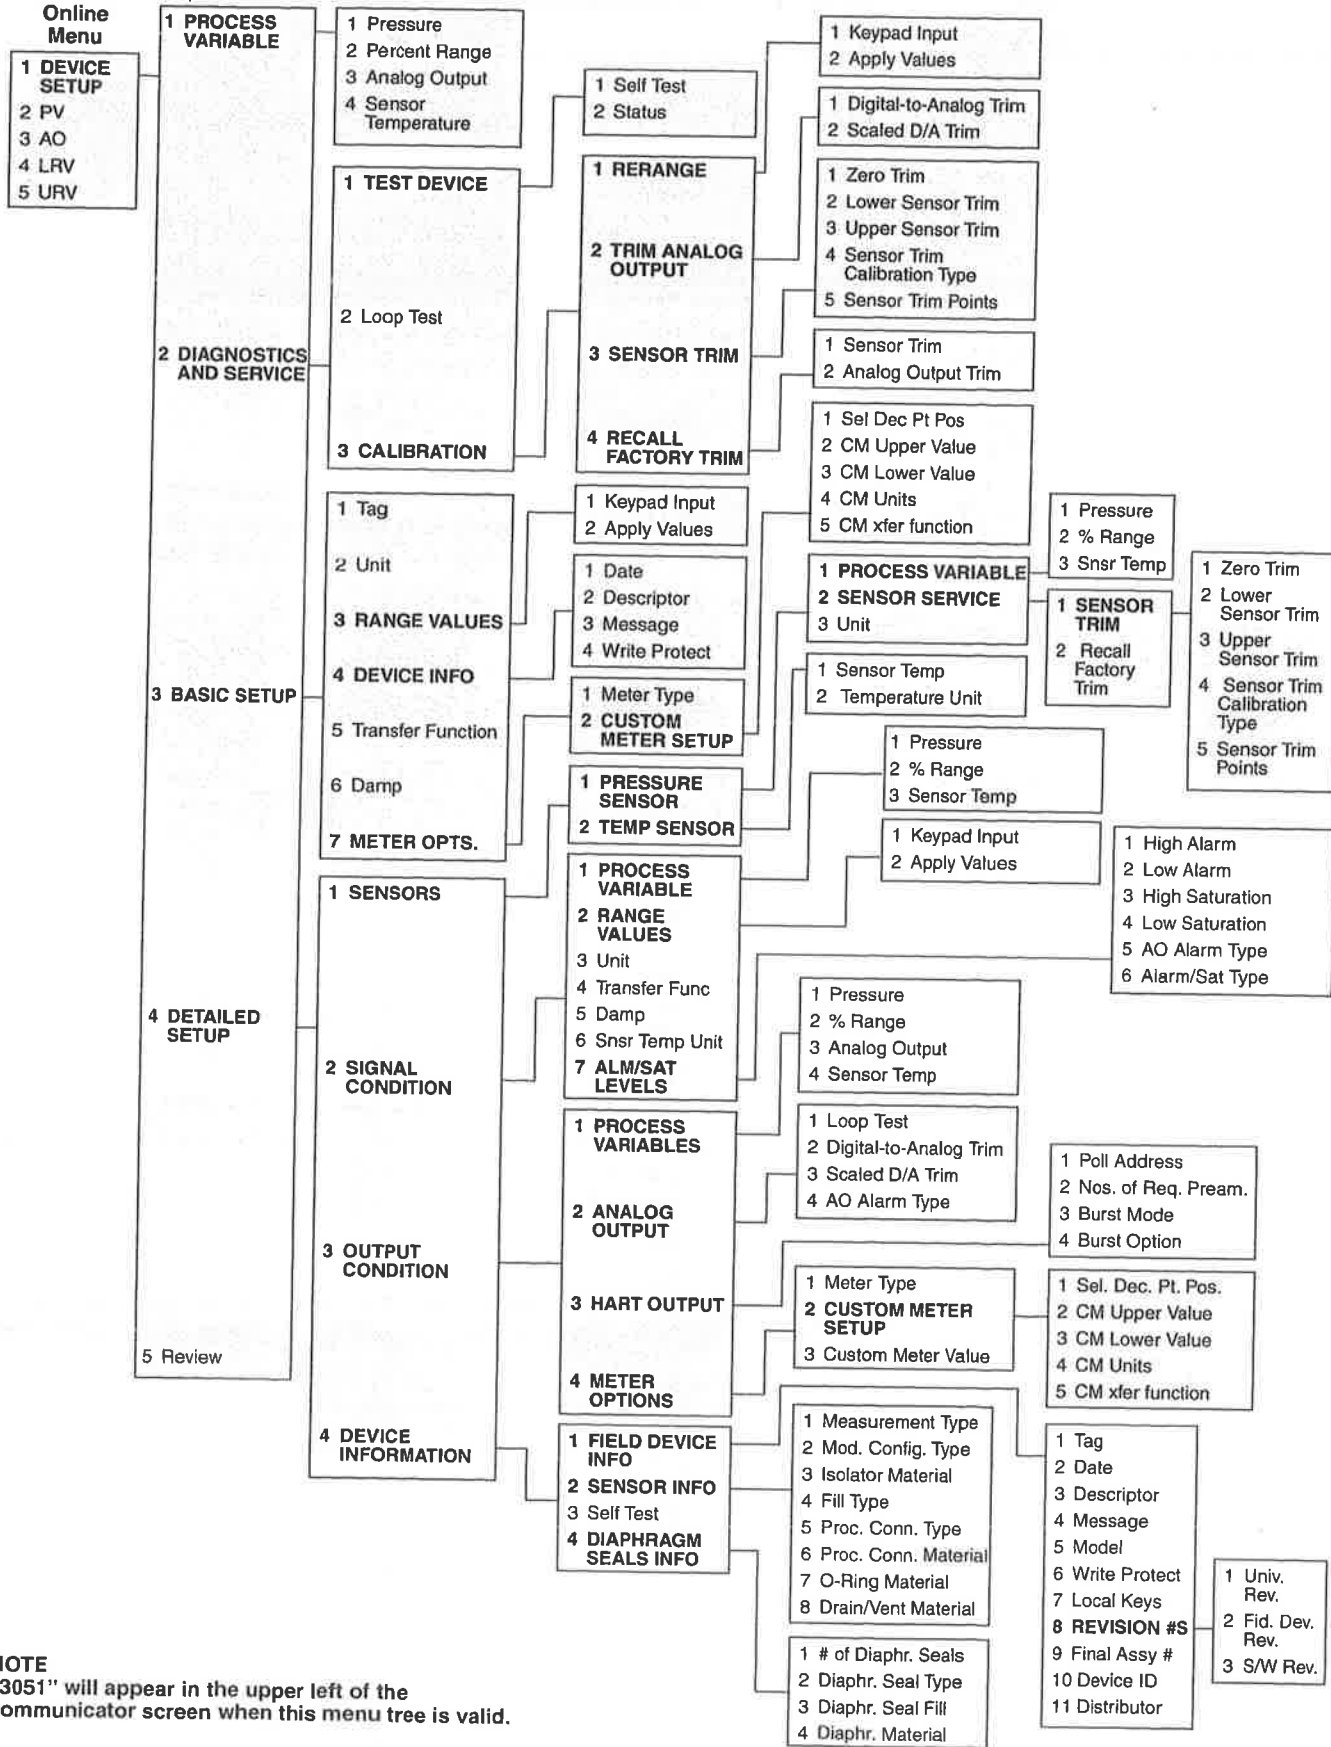 Online
Menu
1 DEVICE
SETUP
2 PV
3 AO
4 LRV
5 URV
1 PROCESS
VARIABLE
2 DIAGNOSTICS
AND SERVICE
3 BASIC SETUP
4 DETAILED
SETUP
5 Review
1 Pressure
2 Percent Range
3 Analog Output
4 Sensor
Temperature
1 TEST DEVICE
2 Loop Test
3 CALIBRATION
1 Self Test
2 Status
1 RERANGE
2 TRIM ANALOG
OUTPUT
3 SENSOR TRIM
4 RECALL
FACTORY TRIM
1 Keypad Input
2 Apply Values
1 Digital-to-Analog Trim
2 Scaled D/A Trim
1 Zero Trim
2 Lower Sensor Trim
3 Upper Sensor Trim
4 Sensor Trim
Calibration Type
5 Sensor Trim Points
1 Sensor Trim
2 Analog Output Trim
1 Tag
2 Unit
3 RANGE VALUES
4 DEVICE INFO
5 Transfer Function
6 Damp
7 METER OPTS.
1 Keypad Input
2 Apply Values
1 Date
2 Descriptor
3 Message
4 Write Protect
1 Meter Type
2 CUSTOM
METER SETUP
1 Sel Dec Pt Pos
2 CM Upper Value
3 CM Lower Value
4 CM Units
5 CM xfer function
1 SENSORS
2 SIGNAL
CONDITION
3 OUTPUT
CONDITION
4 DEVICE
INFORMATION
1 PRESSURE
SENSOR
2 TEMP SENSOR
1 PROCESS VARIABLE
2 SENSOR SERVICE
3 Unit
1 Pressure
2 % Range
3 Snsr Temp
1 SENSOR
TRIM
2 Recall
Factory
Trim
1 Zero Trim
2 Lower
Sensor Trim
3 Upper
Sensor Trim
4 Sensor Trim
Calibration
Type
5 Sensor Trim
Points
1 Sensor Temp
2 Temperature Unit
1 PROCESS
VARIABLE
2 RANGE
VALUES
3 Unit
4 Transfer Func
5 Damp
6 Snsr Temp Unit
7 ALM/SAT
LEVELS
1 Pressure
2 % Range
3 Sensor Temp
1 Keypad Input
2 Apply Values
1 High Alarm
2 Low Alarm
3 High Saturation
4 Low Saturation
5 AO Alarm Type
6 Alarm/Sat Type
1 PROCESS
VARIABLES
2 ANALOG
OUTPUT
3 HART OUTPUT
4 METER
OPTIONS
1 Pressure
2 % Range
3 Analog Output
4 Sensor Temp
1 Loop Test
2 Digital-to-Analog Trim
3 Scaled D/A Trim
4 AO Alarm Type
1 Poll Address
2 Nos. of Req. Pream.
3 Burst Mode
4 Burst Option
1 Meter Type
2 CUSTOM METER
SETUP
3 Custom Meter Value
1 Sel. Dec. Pt. Pos.
2 CM Upper Value
3 CM Lower Value
4 CM Units
5 CM xfer function
1 FIELD DEVICE
INFO
2 SENSOR INFO
3 Self Test
4 DIAPHRAGM
SEALS INFO
1 Measurement Type
2 Mod. Config. Type
3 Isolator Material
4 Fill Type
5 Proc. Conn. Type
6 Proc. Conn. Material
7 O-Ring Material
8 Drain/Vent Material
1 # of Diaphr. Seals
2 Diaphr. Seal Type
3 Diaphr. Seal Fill
4 Diaphr. Material
1 Tag
2 Date
3 Descriptor
4 Message
5 Model
6 Write Protect
7 Local Keys
8 REVISION #S
9 Final Assy #
10 Device ID
11 Distributor
1 Univ.
Rev.
2 Fld. Dev.
Rev.
3 S/W Rev.
IOTE
3051" will appear in the upper left of the
ommunicator screen when this menu tree is valid.